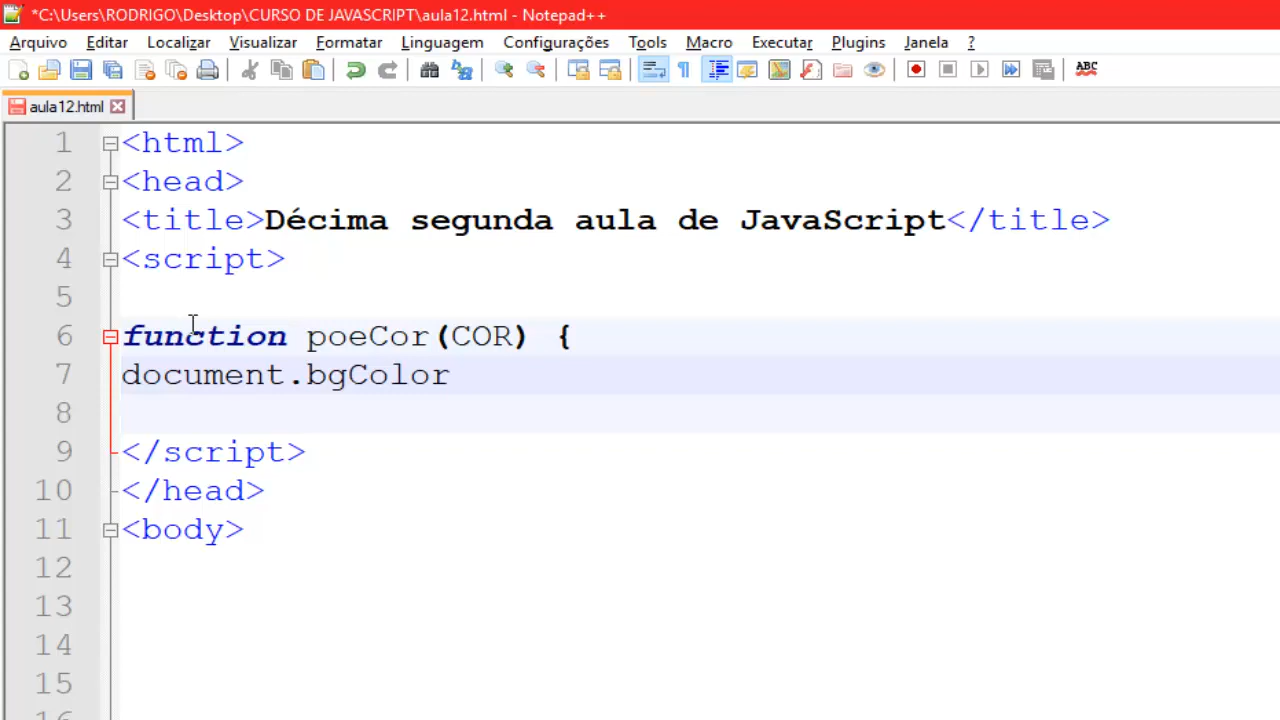 *C:\Users\RODRIGO\Desktop\CURSO DE JAVASCRIPT\aula12.html - Notepad++
Arquivo Editar Localizar Visualizar Formatar Linguagem Configurações Tools Macro Executar Plugins Janela ?
ABC
aula12.html
1 <html>
2 <head>
3 <title>Décima segunda aula de JavaScript</title>
4 <script>
5
6 function poeCor(COR) {
7 document.bgColor
8
9 </script>
10 </head>
11 <body>
12
13
14
15
16